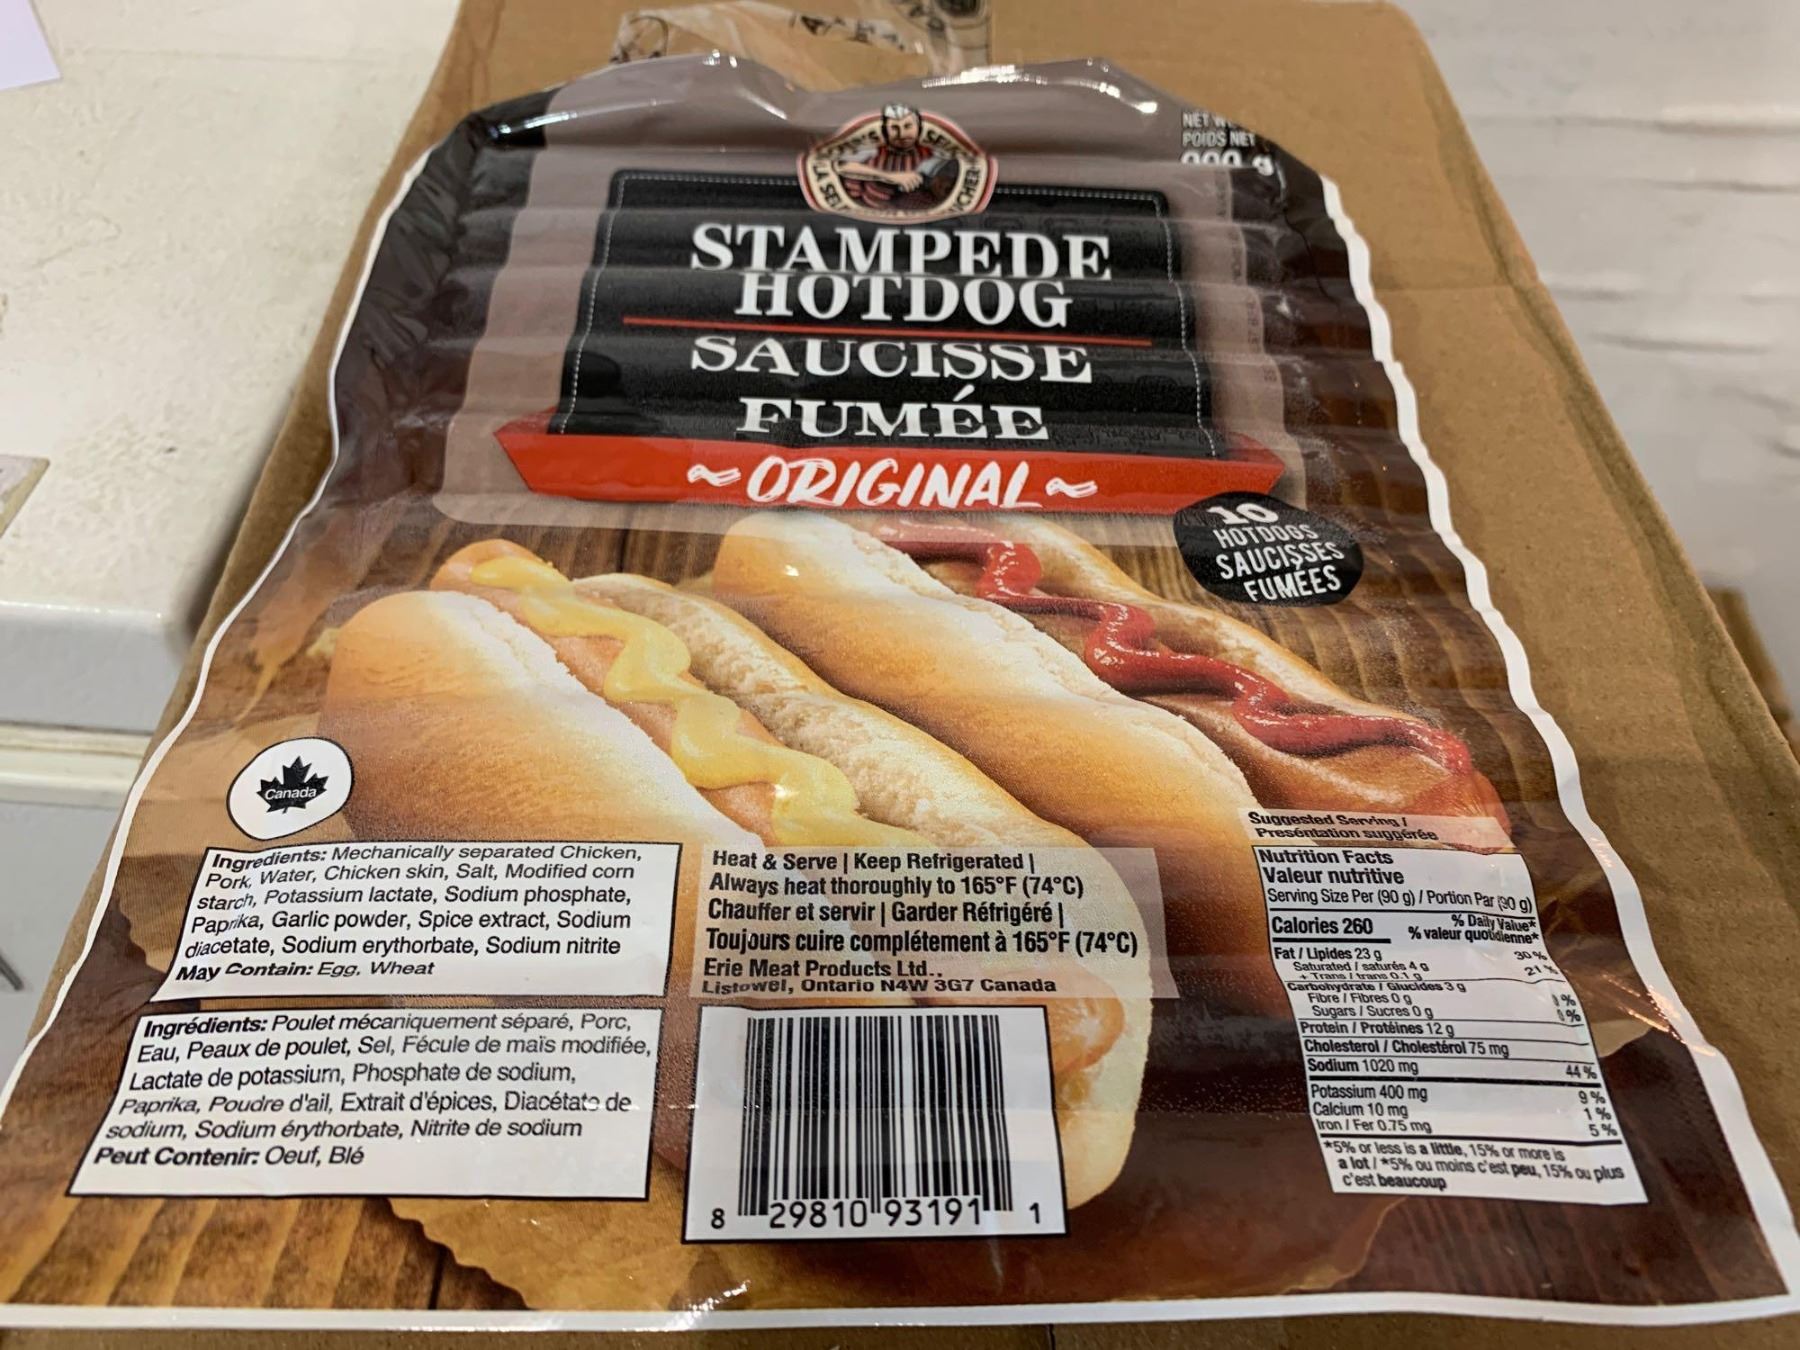 SEL
LA SÉL
NET
POIDS NET
STAMPEDE
HOTDOG
SAUCISSE
FUMÉE
~ORIGINAL~
10
HOTDOGS
SAUCISSES
FUMÉES
Canada
Suggested Serving /
Présentation suggérée
Ingredients: Mechanically separated Chicken,
Pork, Water, Chicken skin, Salt, Modified corn
starch, Potassium lactate, Sodium phosphate,
Paprika, Garlic powder, Spice extract, Sodium
diacetate, Sodium erythorbate, Sodium nitrite
May Contain: Egg, Wheat
Ingrédients: Poulet mécaniquement séparé, Porc,
Eau, Peaux de poulet, Sel, Fécule de maïs modifiée,
Lactate de potassium, Phosphate de sodium,
Paprika, Poudre d'ail, Extrait d'épices, Diacétate de
sodium, Sodium érythorbate, Nitrite de sodium
Peut Contenir: Oeuf, Blé
Heat & Serve | Keep Refrigerated |
Always heat thoroughly to 165°F (74°C)
Chauffer et servir | Garder Réfrigéré |
Toujours cuire complétement à 165°F (74°C)
Erie Meat Products Ltd.,
Listowel, Ontario N4W 3G7 Canada
8 29810 93191 1
Nutrition Facts
Valeur nutritive
Serving Size Per (90 g) / Portion Par (90 g)
Calories 260
% Daily Value*
% valeur quotidienne*
Fat / Lipides 23 g 30 %
Saturated / saturés 4 g
+ Trans / trans 0.1 g 21 %
Carbohydrate / Glucides 3 g
Fibre / Fibres 0 g
Sugars / Sucres 0 g
Protein / Protéines 12 g
Cholesterol / Cholestérol 75 mg
Sodium 1020 mg 44 %
Potassium 400 mg 9 %
Calcium 10 mg 1 %
Iron / Fer 0.75 mg 5 %
*5% or less is a little, 15% or more is
a lot / *5% ou moins c'est peu, 15% ou plus
c'est beaucoup